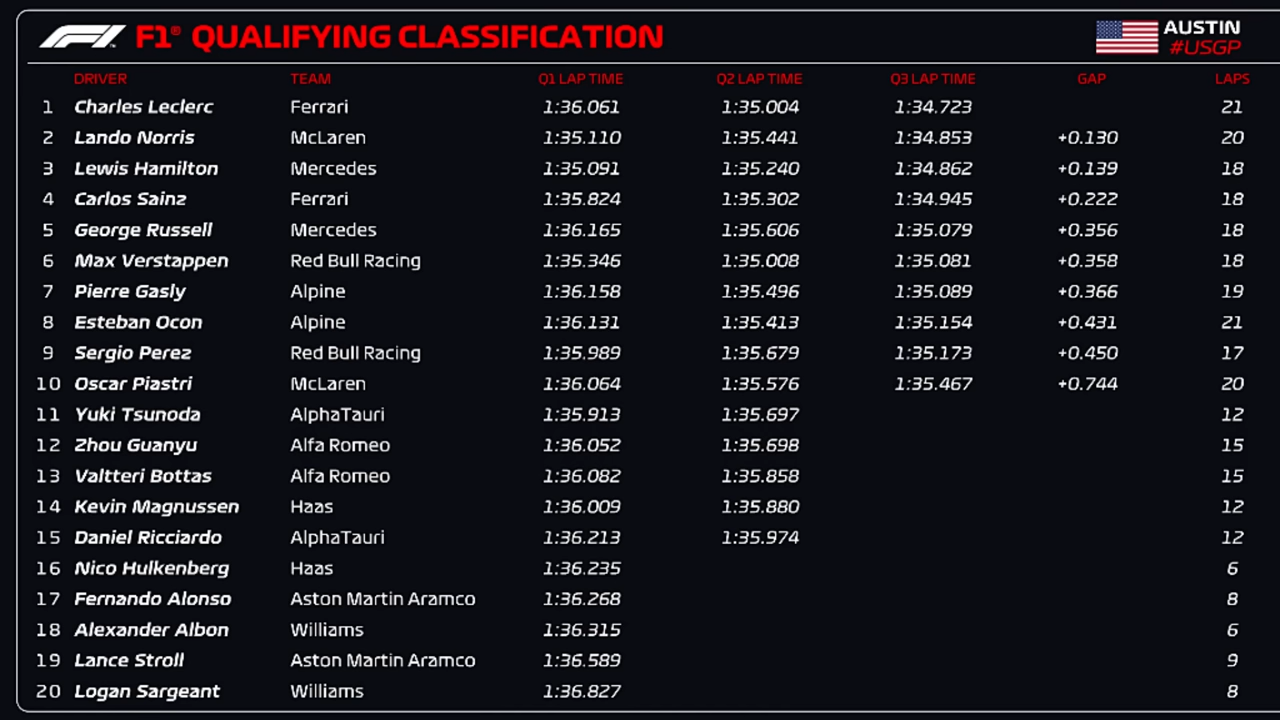 F1® QUALIFYING CLASSIFICATION AUSTIN
#USGP
DRIVER TEAM Q1 LAP TIME Q2 LAP TIME Q3 LAP TIME GAP LAPS
1 Charles Leclerc Ferrari 1:36.061 1:35.004 1:34.723 21
2 Lando Norris McLaren 1:35.110 1:35.441 1:34.853 +0.130 20
3 Lewis Hamilton Mercedes 1:35.091 1:35.240 1:34.862 +0.139 18
4 Carlos Sainz Ferrari 1:35.824 1:35.302 1:34.945 +0.222 18
5 George Russell Mercedes 1:36.165 1:35.606 1:35.079 +0.356 18
6 Max Verstappen Red Bull Racing 1:35.346 1:35.008 1:35.081 +0.358 18
7 Pierre Gasly Alpine 1:36.158 1:35.496 1:35.089 +0.366 19
8 Esteban Ocon Alpine 1:36.131 1:35.413 1:35.154 +0.431 21
9 Sergio Perez Red Bull Racing 1:35.989 1:35.679 1:35.173 +0.450 17
10 Oscar Piastri McLaren 1:36.064 1:35.576 1:35.467 +0.744 20
11 Yuki Tsunoda AlphaTauri 1:35.913 1:35.697 12
12 Zhou Guanyu Alfa Romeo 1:36.052 1:35.698 15
13 Valtteri Bottas Alfa Romeo 1:36.082 1:35.858 15
14 Kevin Magnussen Haas 1:36.009 1:35.880 12
15 Daniel Ricciardo AlphaTauri 1:36.213 1:35.974 12
16 Nico Hulkenberg Haas 1:36.235 6
17 Fernando Alonso Aston Martin Aramco 1:36.268 8
18 Alexander Albon Williams 1:36.315 6
19 Lance Stroll Aston Martin Aramco 1:36.589 9
20 Logan Sargeant Williams 1:36.827 8